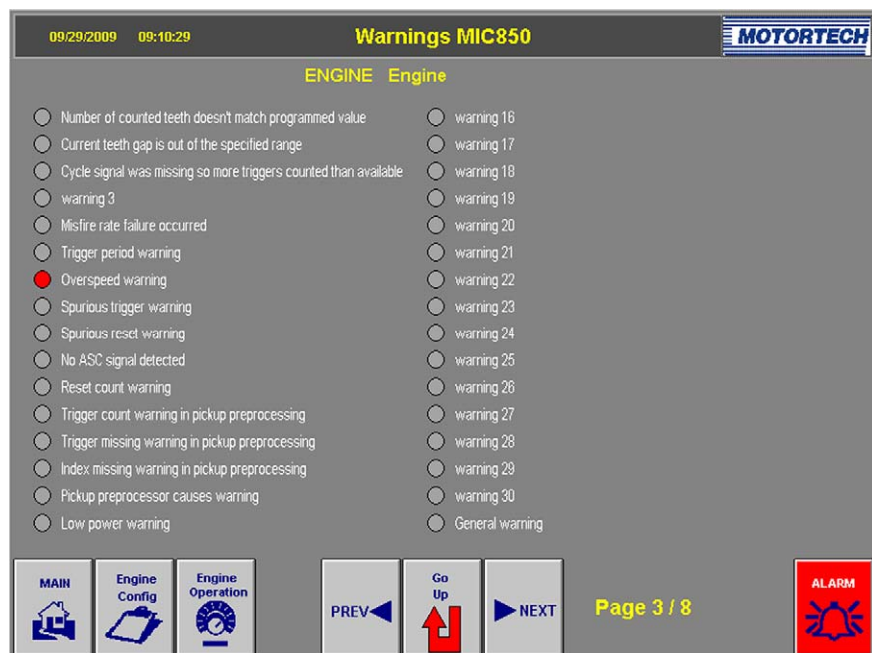 09/29/2009 09:10:29 Warnings MIC850 MOTORTECH
ENGINE Engine
Number of counted teeth doesn't match programmed value
Current teeth gap is out of the specified range
Cycle signal was missing so more triggers counted than available
warning 3
Misfire rate failure occurred
Trigger period warning
Overspeed warning
Spurious trigger warning
Spurious reset warning
No ASC signal detected
Reset count warning
Trigger count warning in pickup preprocessing
Trigger missing warning in pickup preprocessing
Index missing warning in pickup preprocessing
Pickup preprocessor causes warning
Low power warning
warning 16
warning 17
warning 18
warning 19
warning 20
warning 21
warning 22
warning 23
warning 24
warning 25
warning 26
warning 27
warning 28
warning 29
warning 30
General warning
MAIN
Engine
Config
Engine
Operation
PREV
Go
Up
NEXT
Page 3 / 8
ALARM